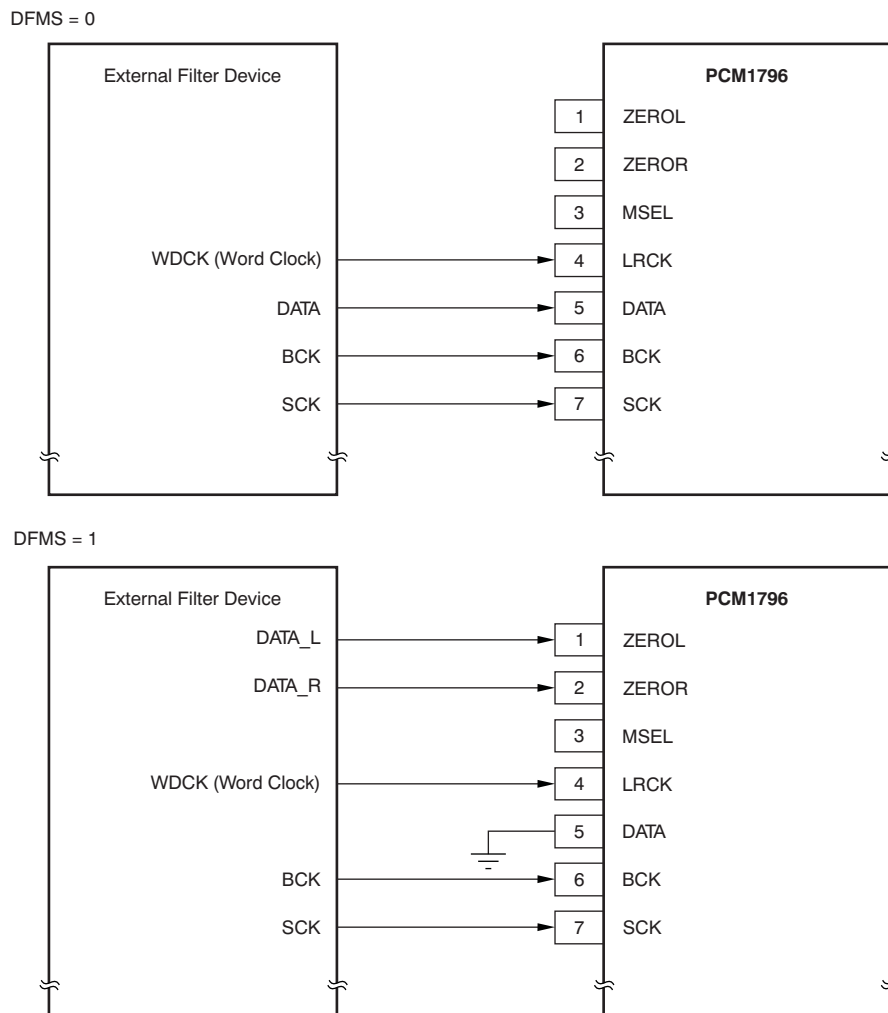 DFMS = 0
External Filter Device
PCM1796
1 ZEROL
2 ZEROR
3 MSEL
WDCK (Word Clock) 4 LRCK
DATA 5 DATA
BCK 6 BCK
SCK 7 SCK
DFMS = 1
External Filter Device
PCM1796
DATA_L 1 ZEROL
DATA_R 2 ZEROR
3 MSEL
WDCK (Word Clock) 4 LRCK
5 DATA
BCK 6 BCK
SCK 7 SCK